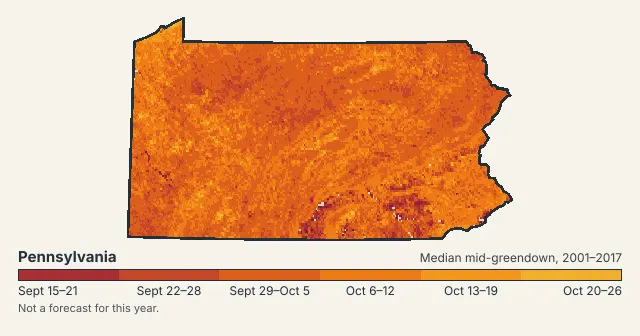 Pennsylvania
Median mid-greendown, 2001–2017
Sept 15–21
Sept 22–28
Sept 29–Oct 5
Oct 6–12
Oct 13–19
Oct 20–26
Not a forecast for this year.